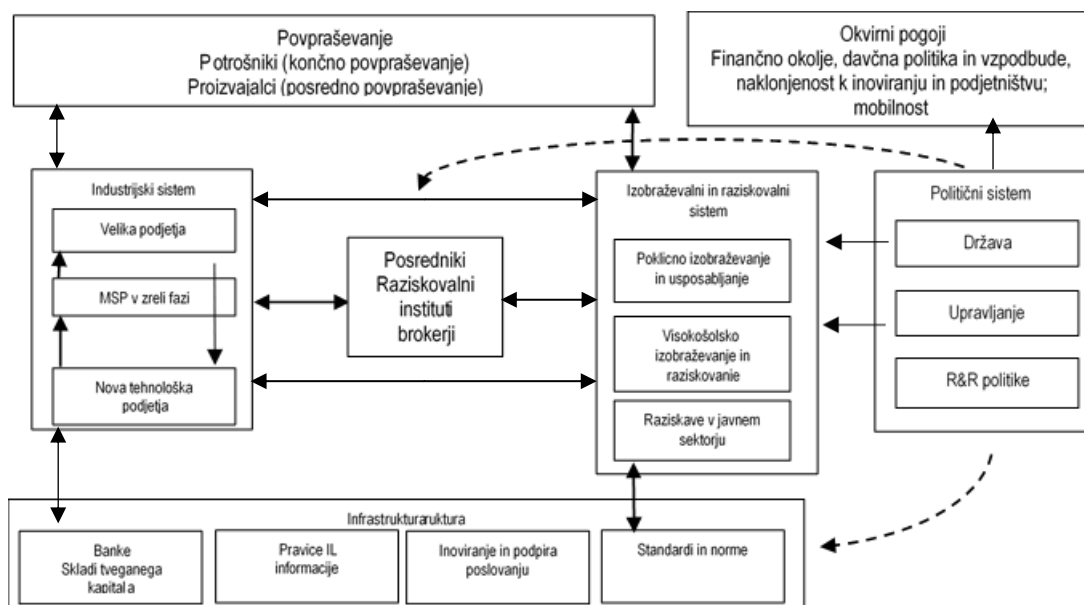 Povpraševanje
Potrošniki (končno povpraševanje)
Proizvajalci (posredno povpraševanje)
Okvirni pogoji
Finančno okolje, davčna politika in vzpodbude,
naklonjenost k inoviranju in podjetništvu;
mobilnost
Industrijski sistem
Velika podjetja
MSP v zreli fazi
Nova tehnološka
podjetja
Posredniki
Raziskovalni
instituti
brokerji
Izobraževalni in raziskovalni
sistem
Poklicno izobraževanje
in usposabljanje
Visokošolsko
izobraževanje in
raziskovanje
Raziskave v javnem
sektorju
Politični sistem
Država
Upravljanje
R&R politike
Infrastrukturaruktura
Banke
Skladi tveganega
kapitala
Pravice IL
informacije
Inoviranje in podpira
poslovanju
Standardi in norme